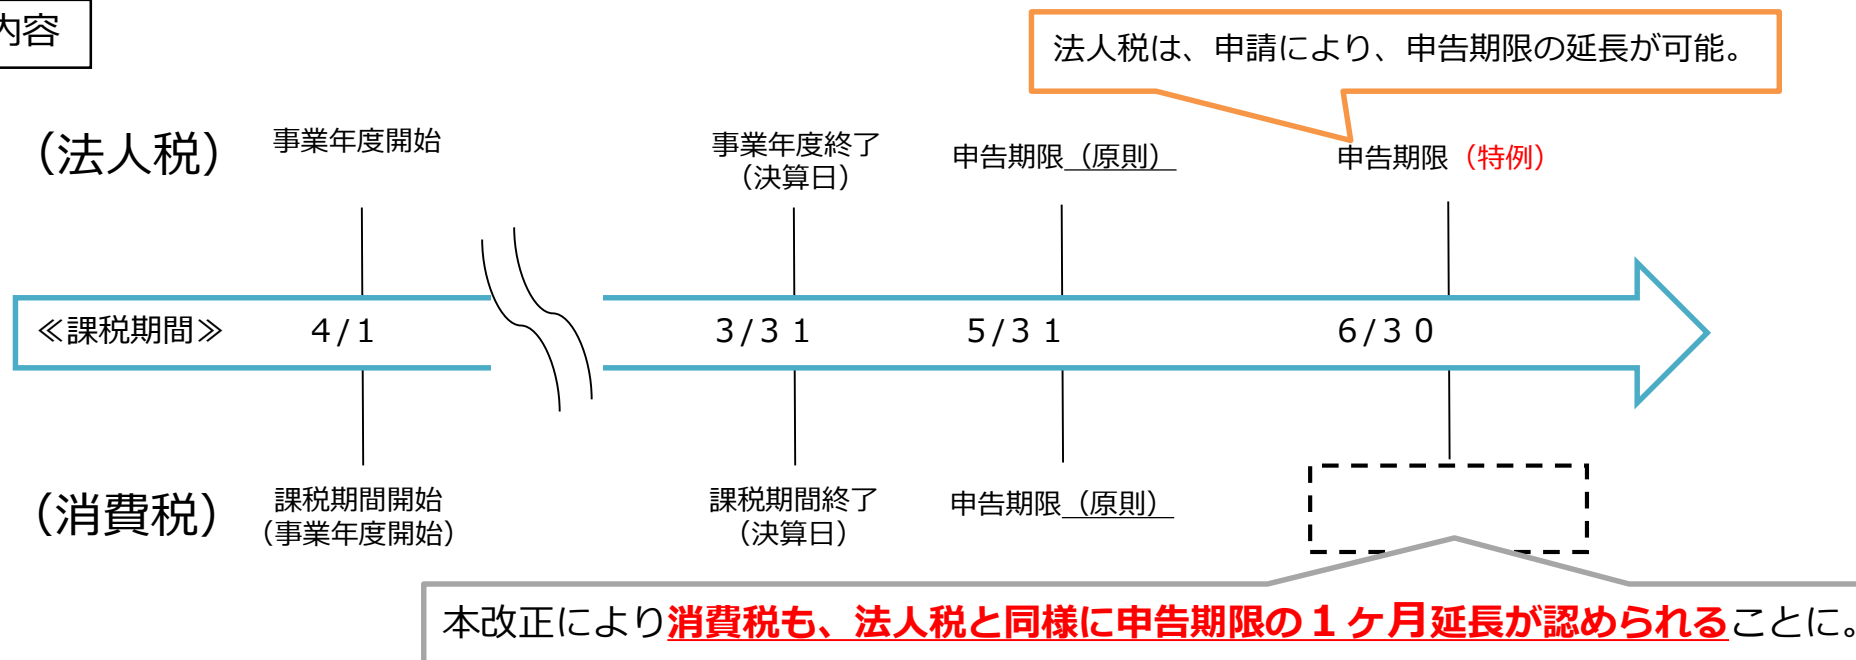 内容
法人税は、申請により、申告期限の延長が可能。
（法人税）
事業年度開始
事業年度終了
（決算日）
申告期限（原則）
申告期限（特例）
≪課税期間≫
４/１
３/３１
５/３１
６/３０
（消費税）
課税期間開始
（事業年度開始）
課税期間終了
（決算日）
申告期限（原則）
本改正により消費税も、法人税と同様に申告期限の１ヶ月延長が認められることに。